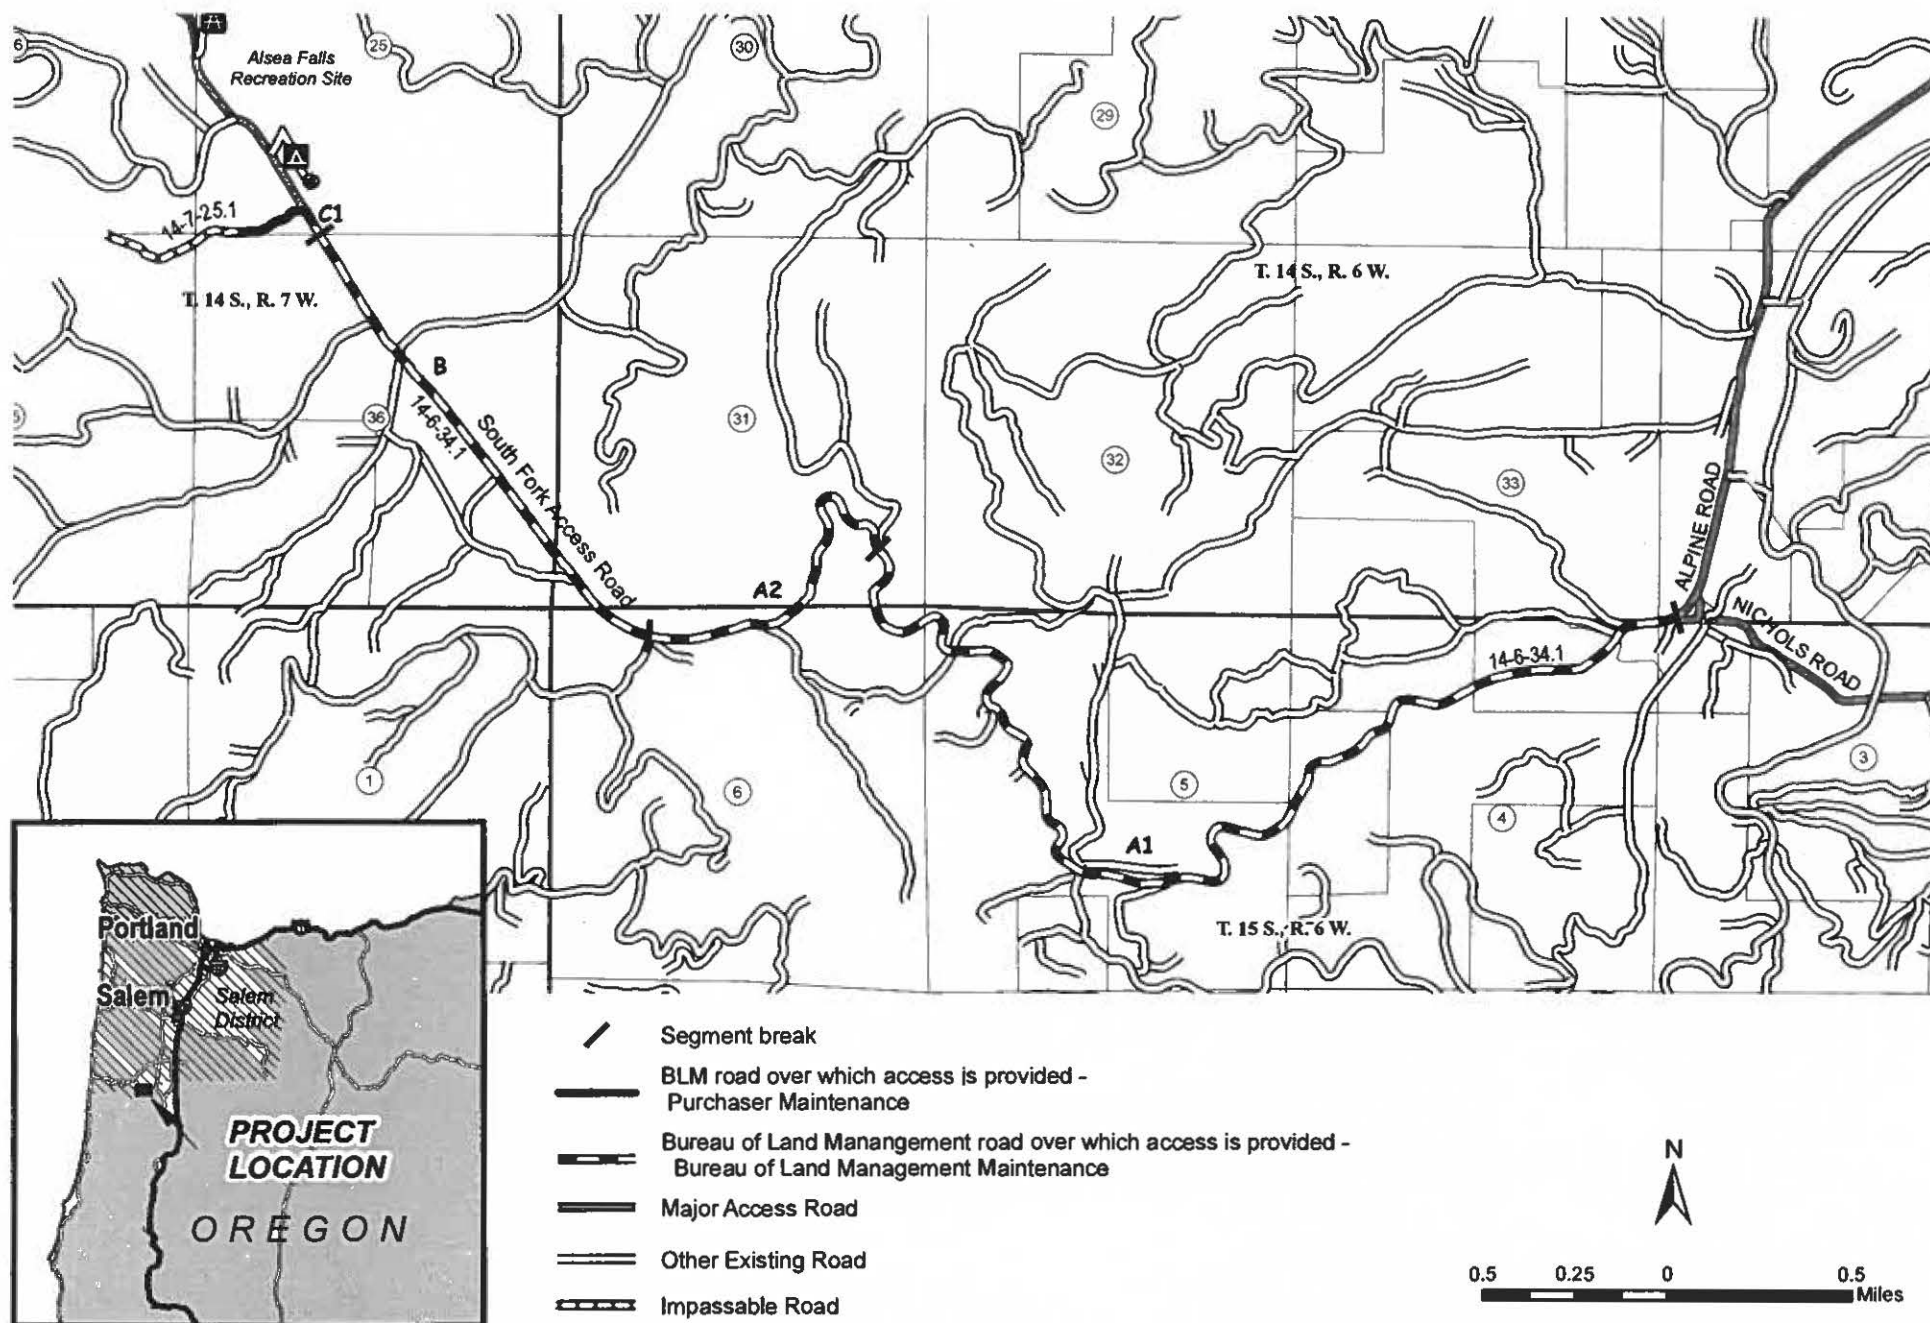 6
25
30
Alsea Falls
Recreation Site
29
14-7-25.1
C1
T. 14 S., R. 7 W.
T. 14 S., R. 6 W.
B
36
14-6-34.1
South Fork Access Road
31
32
33
ALPINE ROAD
A2
NICHOLS ROAD
14-6-34.1
1
6
5
4
3
A1
T. 15 S., R. 6 W.
Portland
Salem
Salem
District
PROJECT
LOCATION
OREGON
Segment break
BLM road over which access is provided -
Purchaser Maintenance
Bureau of Land Manangement road over which access is provided -
Bureau of Land Management Maintenance
Major Access Road
Other Existing Road
Impassable Road
N
0.5 0.25 0 0.5
Miles